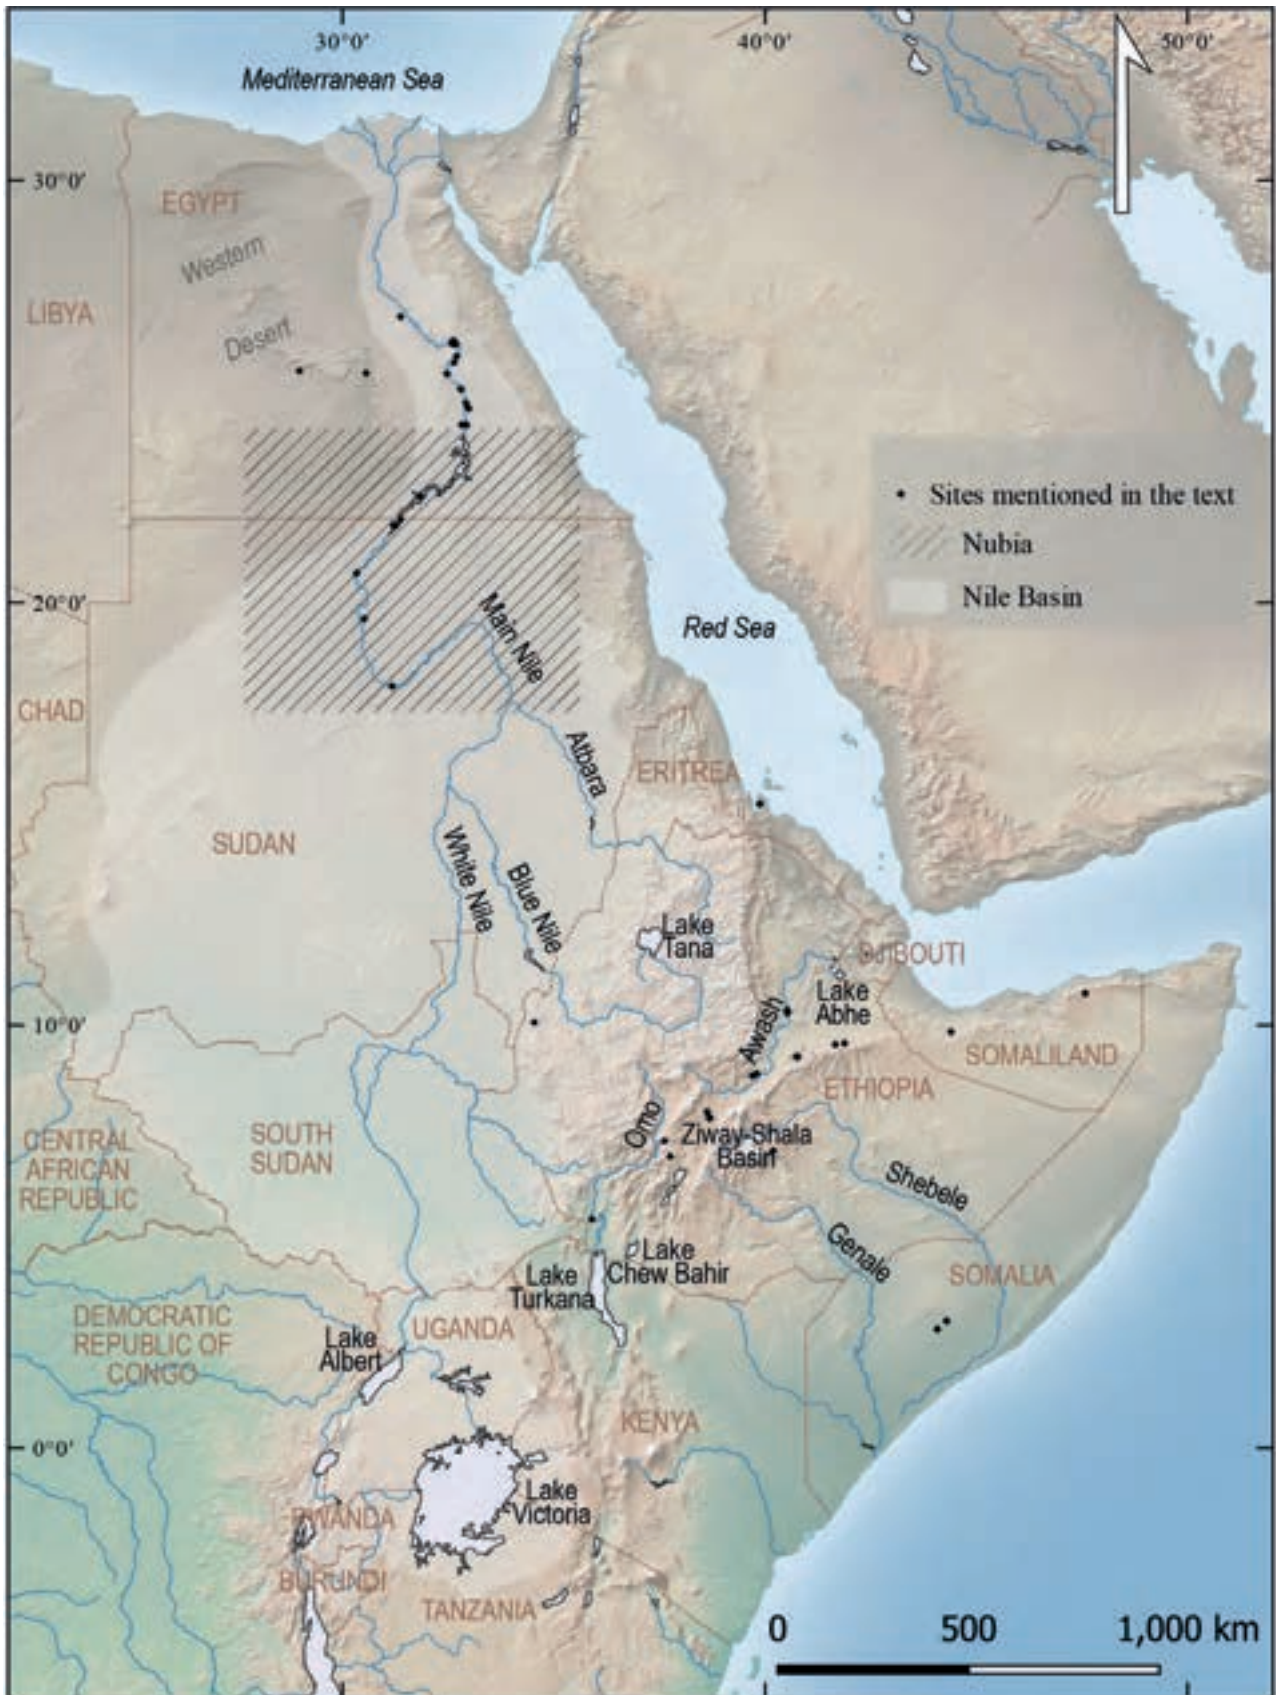 30°0'
40°0'
50°0'
Mediterranean Sea
30°0'
EGYPT
Western
Desert
LIBYA
Sites mentioned in the text
Nubia
Nile Basin
20°0'
Main Nile
Red Sea
CHAD
Atbara
ERITREA
SUDAN
White Nile
Blue Nile
Lake
Tana
DJIBOUTI
Lake
Abhe
Awash
10°0'
SOMALILAND
ETHIOPIA
Omo
Ziway-Shala
Basin
CENTRAL
AFRICAN
REPUBLIC
SOUTH
SUDAN
Shebele
Genale
Lake
Chew Bahir
SOMALIA
Lake
Turkana
DEMOCRATIC
REPUBLIC OF
CONGO
UGANDA
Lake
Albert
KENYA
0°0'
Lake
Victoria
RWANDA
BURUNDI
TANZANIA
0 500 1,000 km